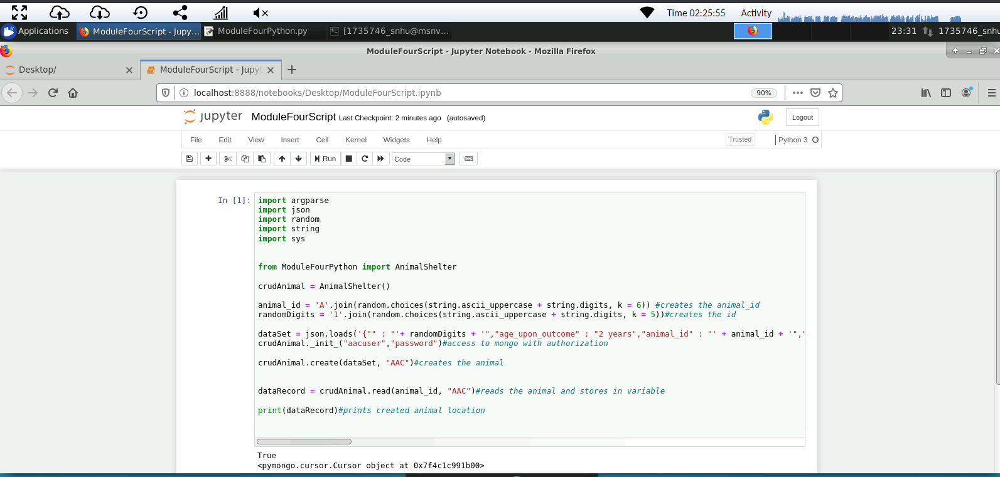 Time 02:25:55 Activity
Applications ModuleFourScript - Jupy... ModuleFourPython.py [1735746_snhu@msnv... 23:31 1735746_snhu
ModuleFourScript - Jupyter Notebook - Mozilla Firefox
Desktop/ ModuleFourScript - Jupyt
localhost:8888/notebooks/Desktop/ModuleFourScript.ipynb 90%
jupyter ModuleFourScript Last Checkpoint: 2 minutes ago (autosaved) Logout
File Edit View Insert Cell Kernel Widgets Help Trusted Python 3
Run Code
In [1]: import argparse
import json
import random
import string
import sys
from ModuleFourPython import AnimalShelter
crudAnimal = AnimalShelter()
animal_id = 'A'.join(random.choices(string.ascii_uppercase + string.digits, k = 6)) #creates the animal_id
randomDigits = '1'.join(random.choices(string.ascii_uppercase + string.digits, k = 5))#creates the id
dataSet = json.loads('{"" : "'+ randomDigits + '","age_upon_outcome" : "2 years","animal_id" : "' + animal_id + '","
crudAnimal._init_("aacuser","password")#access to mongo with authorization
crudAnimal.create(dataSet, "AAC")#creates the animal
dataRecord = crudAnimal.read(animal_id, "AAC")#reads the animal and stores in variable
print(dataRecord)#prints created animal location
True
<pymongo.cursor.Cursor object at 0x7f4c1c991b00>